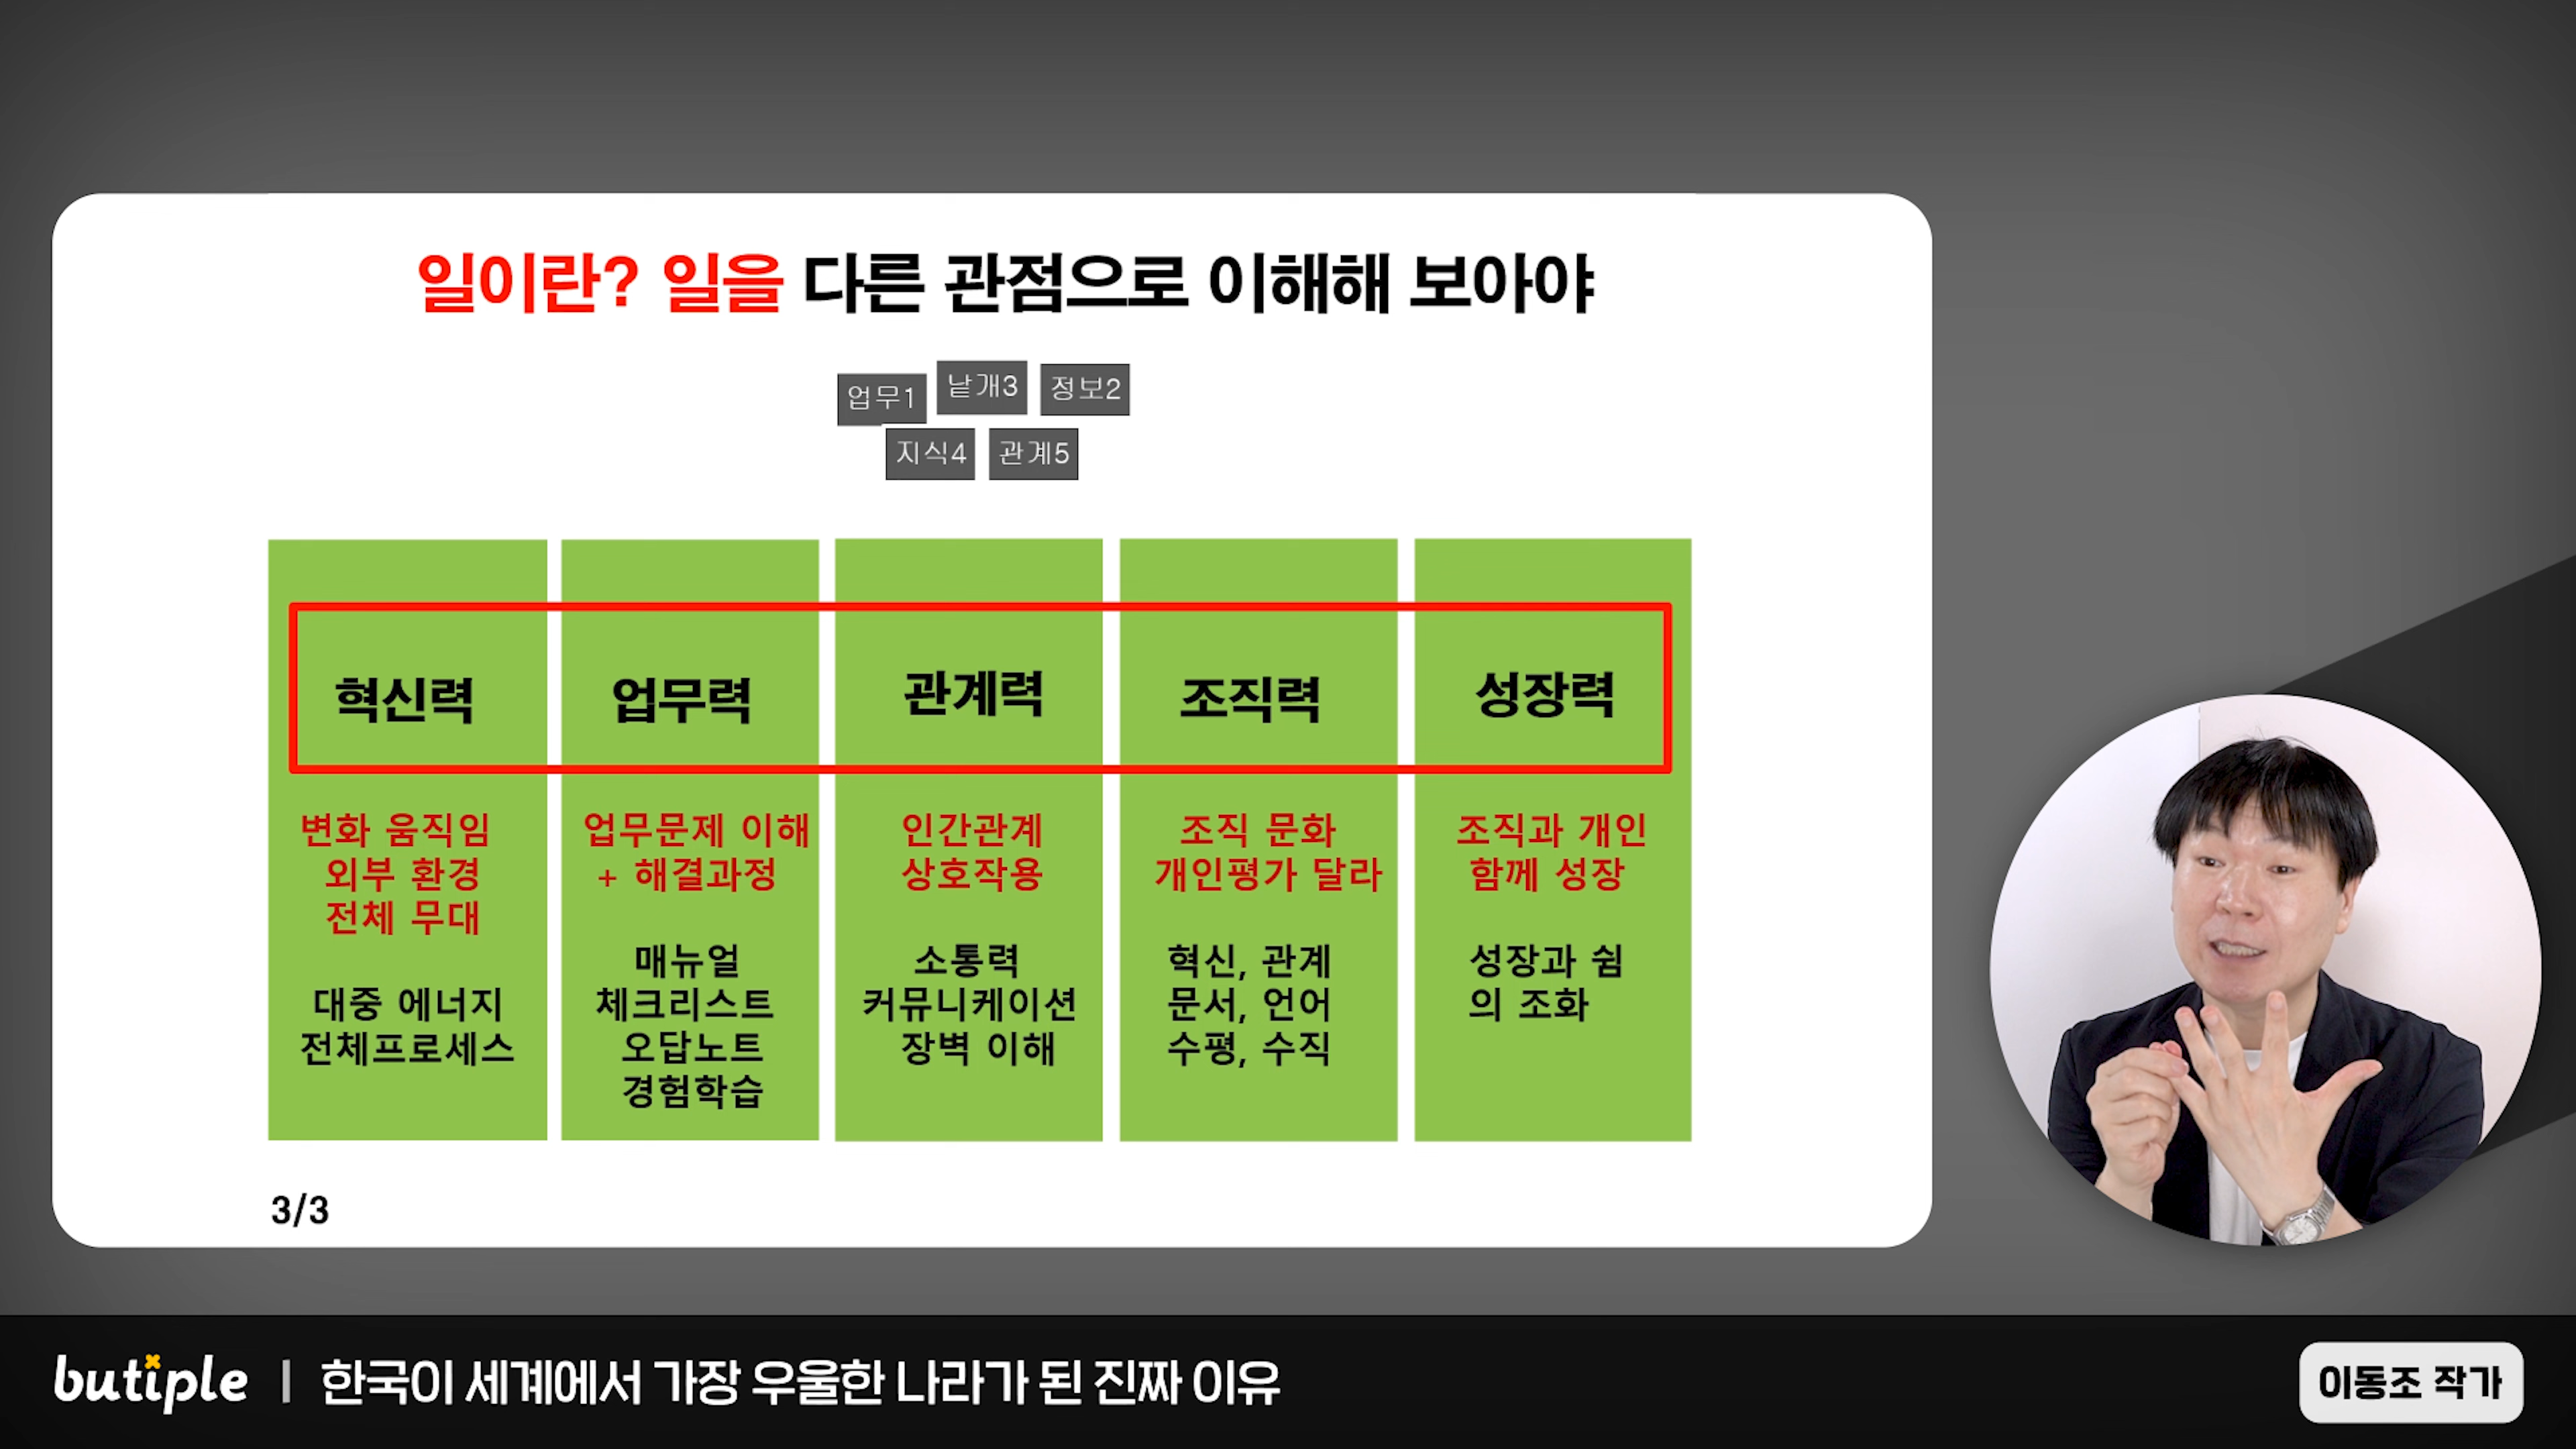 일이란? 일을 다른 관점으로 이해해 보아야
업무1 낱개3 정보2
지식4 관계5
혁신력
변화 움직임
외부 환경
전체 무대
대중 에너지
전체프로세스
업무력
업무문제 이해
+ 해결과정
매뉴얼
체크리스트
오답노트
경험학습
관계력
인간관계
상호작용
소통력
커뮤니케이션
장벽 이해
조직력
조직 문화
개인평가 달라
혁신, 관계
문서, 언어
수평, 수직
성장력
조직과 개인
함께 성장
성장과 쉼
의 조화
3/3
butiple | 한국이 세계에서 가장 우울한 나라가 된 진짜 이유
이동조 작가